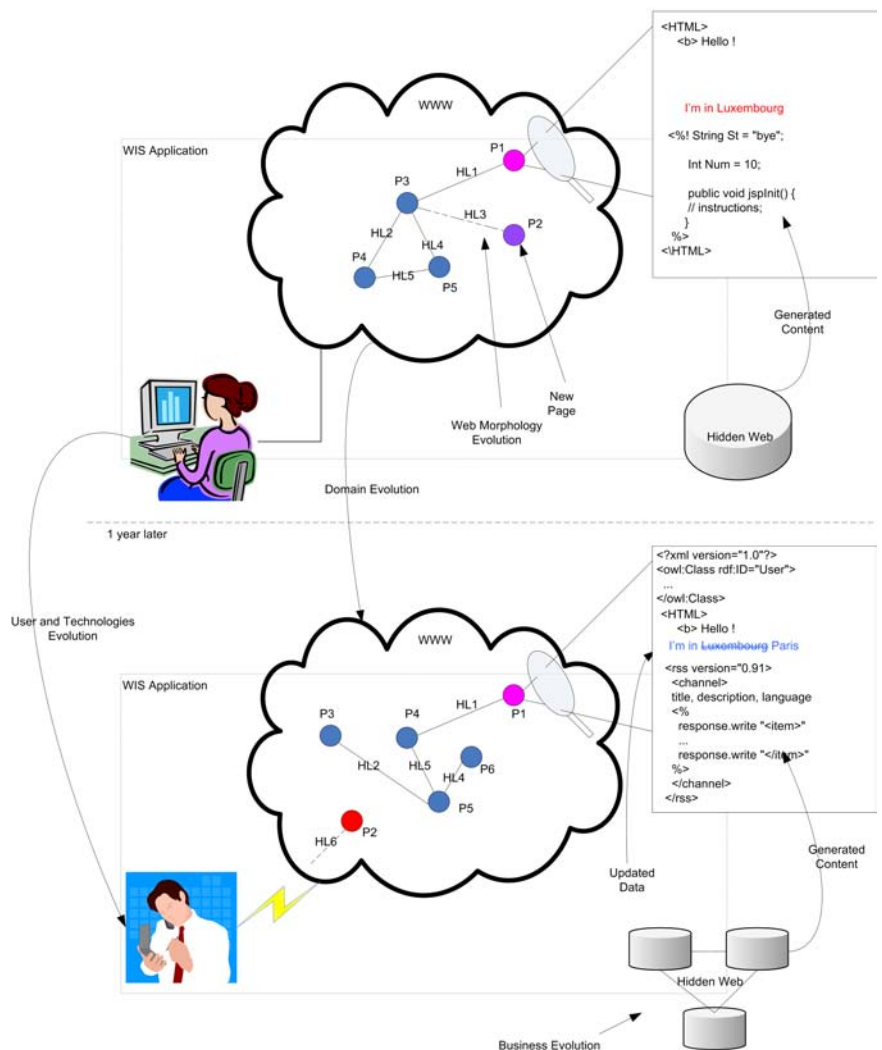 <HTML>
<b> Hello !
WWW
I'm in Luxembourg
WIS Application
<%! String St = "bye";
P1
HL1
Int Num = 10;
P3
public void jspInit() {
HL3
// instructions;
P2
HL2
HL4
}
P4
%>
HL5
<\HTML>
P5
Generated
Content
New
Page
Web Morphology
Evolution
Hidden Web
Domain Evolution
1 year later
<?xml version="1.0"?>
<owl:Class rdf:ID="User">
...
</owl:Class>
<HTML>
User and Technologies
Evolution
<b> Hello !
WWW
I'm in Luxembourg Paris
WIS Application
<rss version="0.91>
<channel>
HL1
P1
title, description, language
P3
P4
<%
response.write "<item>"
HL2
HL5
HL4
P6
...
response.write "</item>"
%>
P5
</channel>
</rss>
P2
HL6
Generated
Content
Updated
Data
Hidden Web
Business Evolution